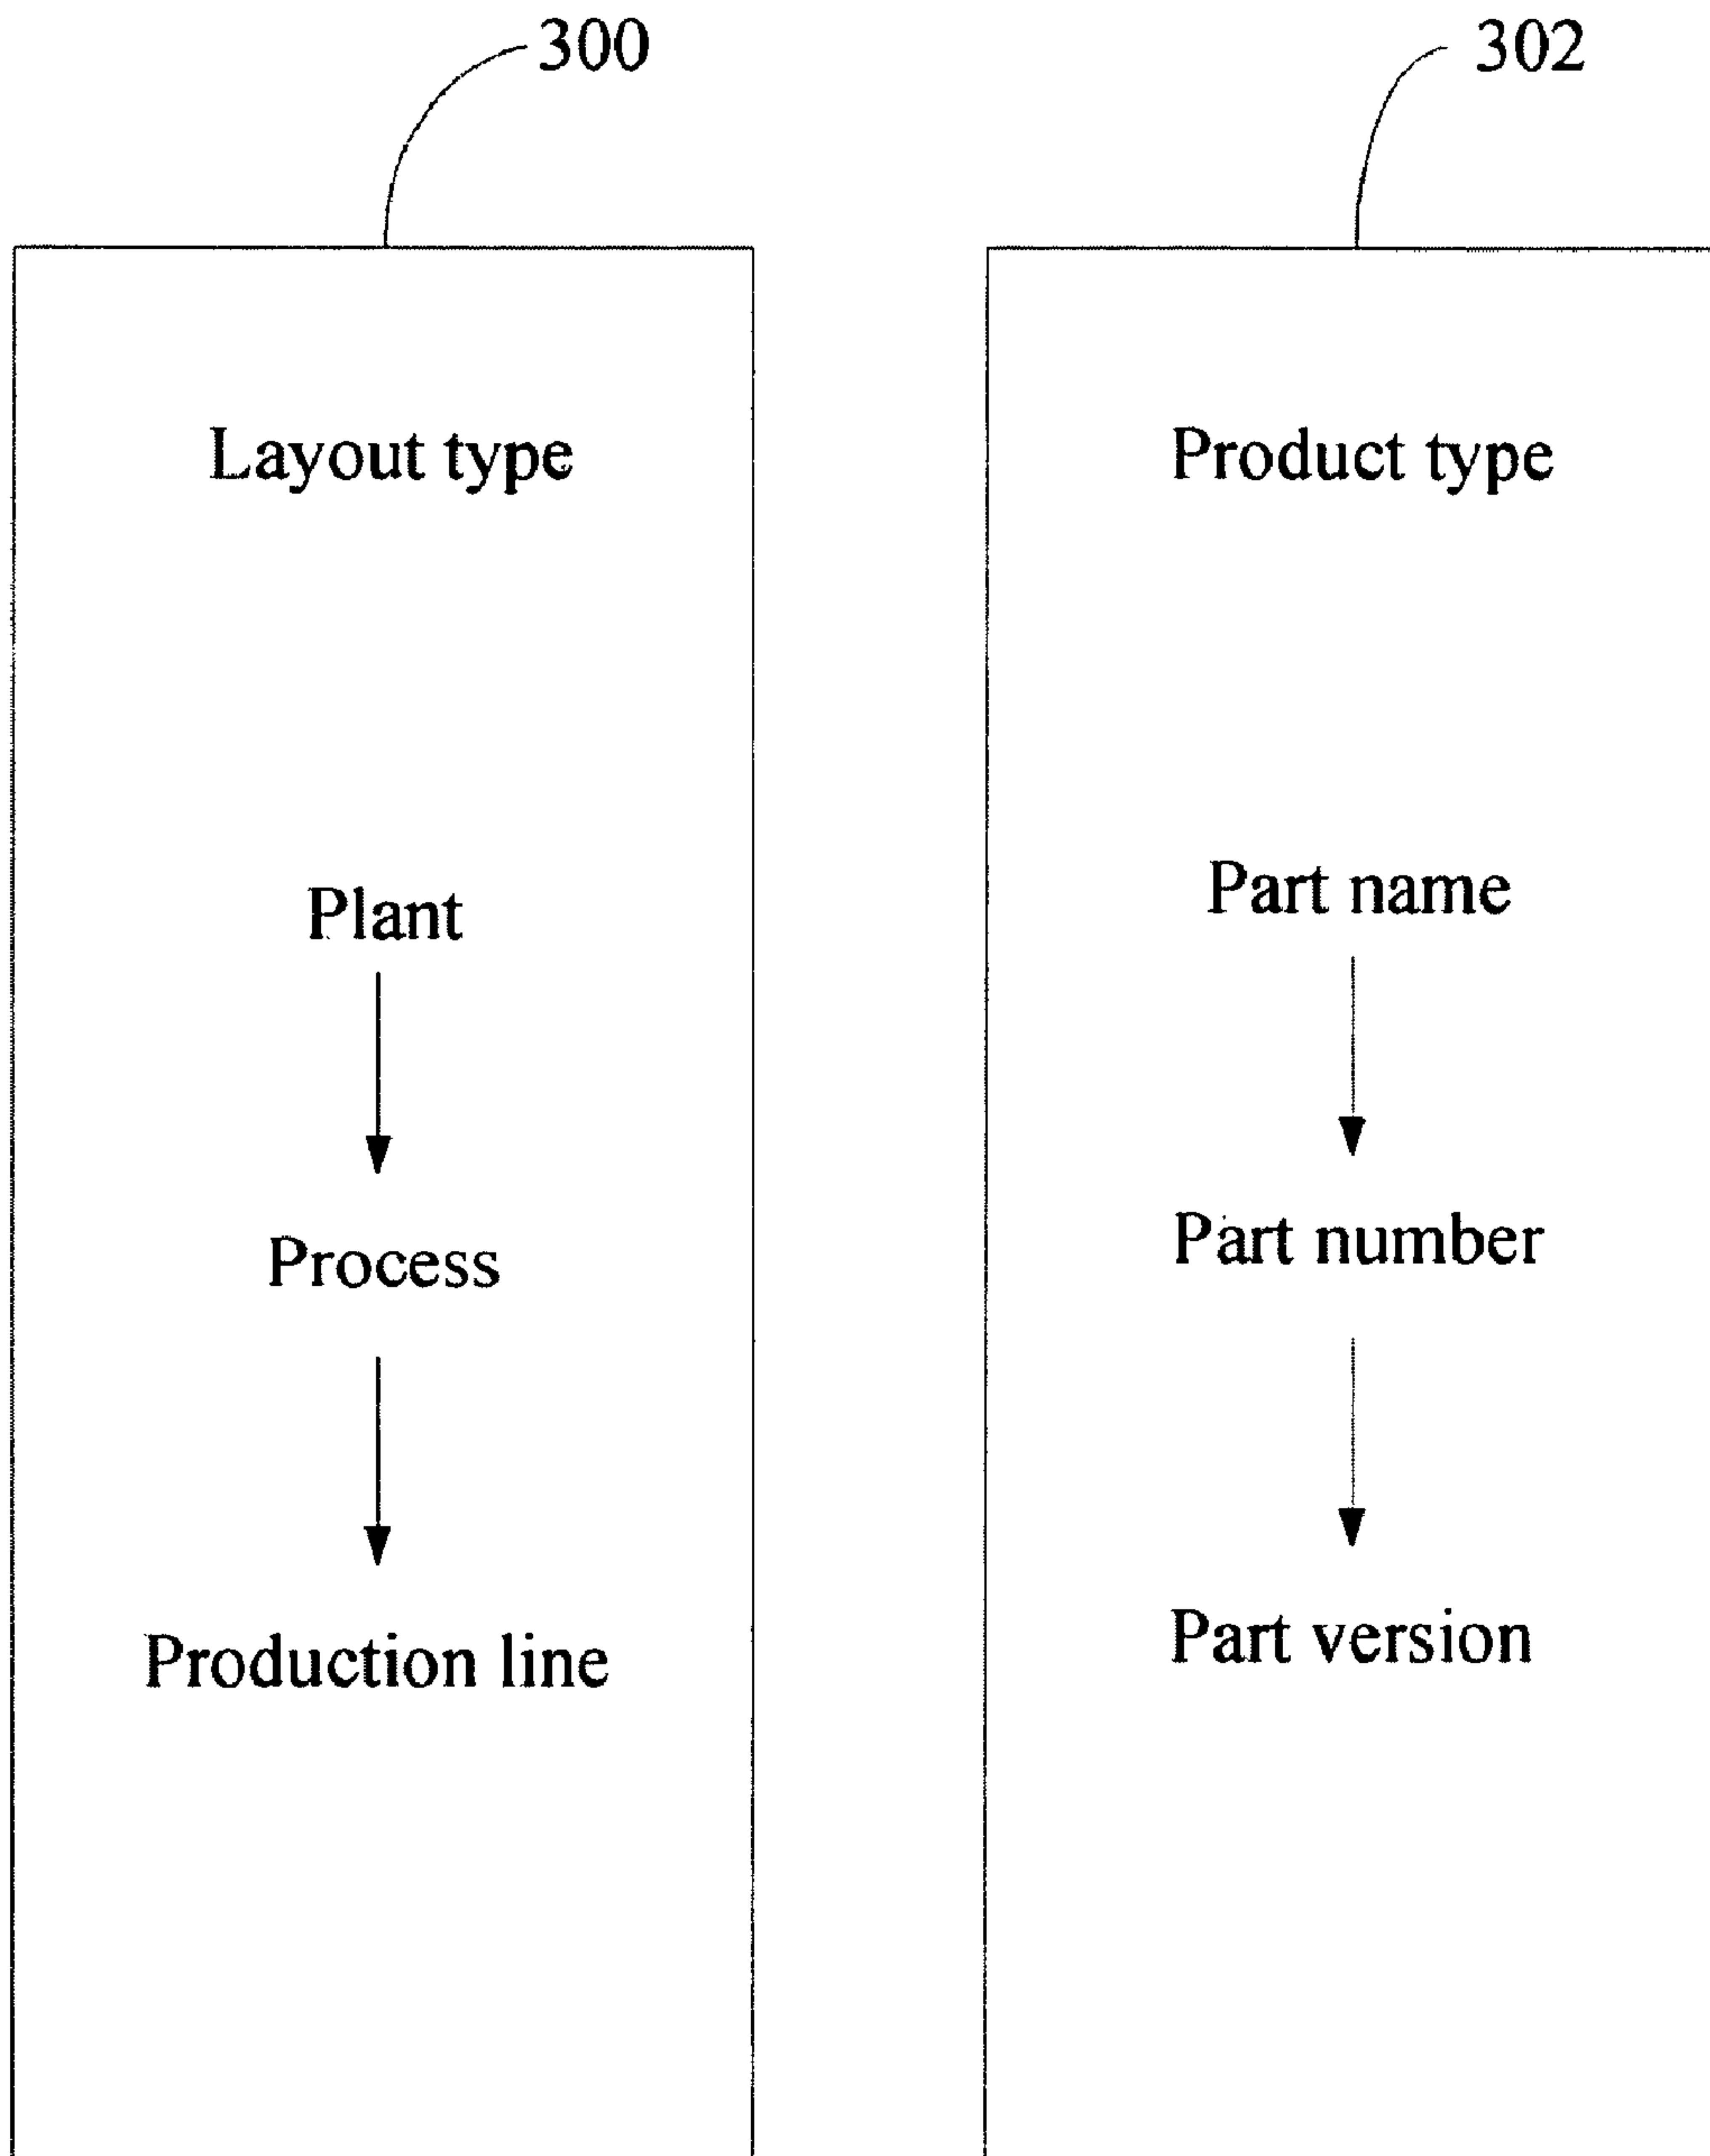 300
302
Layout type
Product type
Plant
Part name
Process
Part number
Production line
Part version